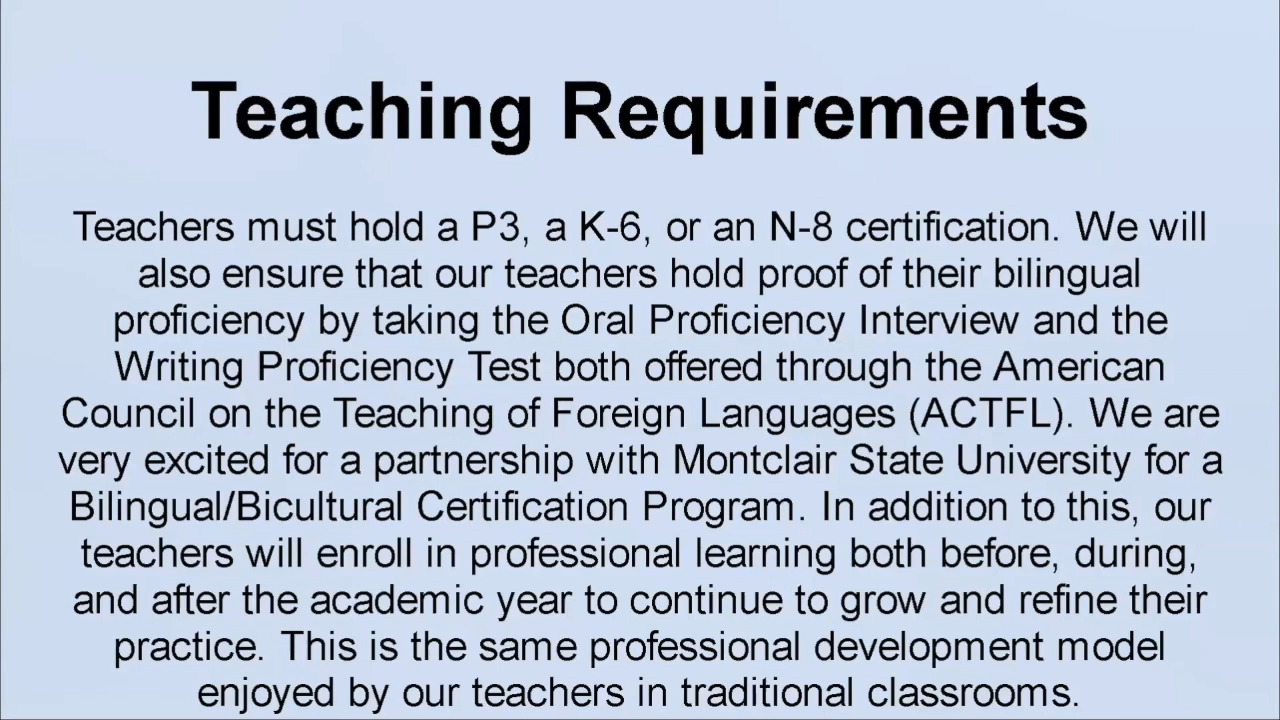 Teaching Requirements
Teachers must hold a P3, a K-6, or an N-8 certification. We will
also ensure that our teachers hold proof of their bilingual
proficiency by taking the Oral Proficiency Interview and the
Writing Proficiency Test both offered through the American
Council on the Teaching of Foreign Languages (ACTFL). We are
very excited for a partnership with Montclair State University for a
Bilingual/Bicultural Certification Program. In addition to this, our
teachers will enroll in professional learning both before, during,
and after the academic year to continue to grow and refine their
practice. This is the same professional development model
enjoyed by our teachers in traditional classrooms.